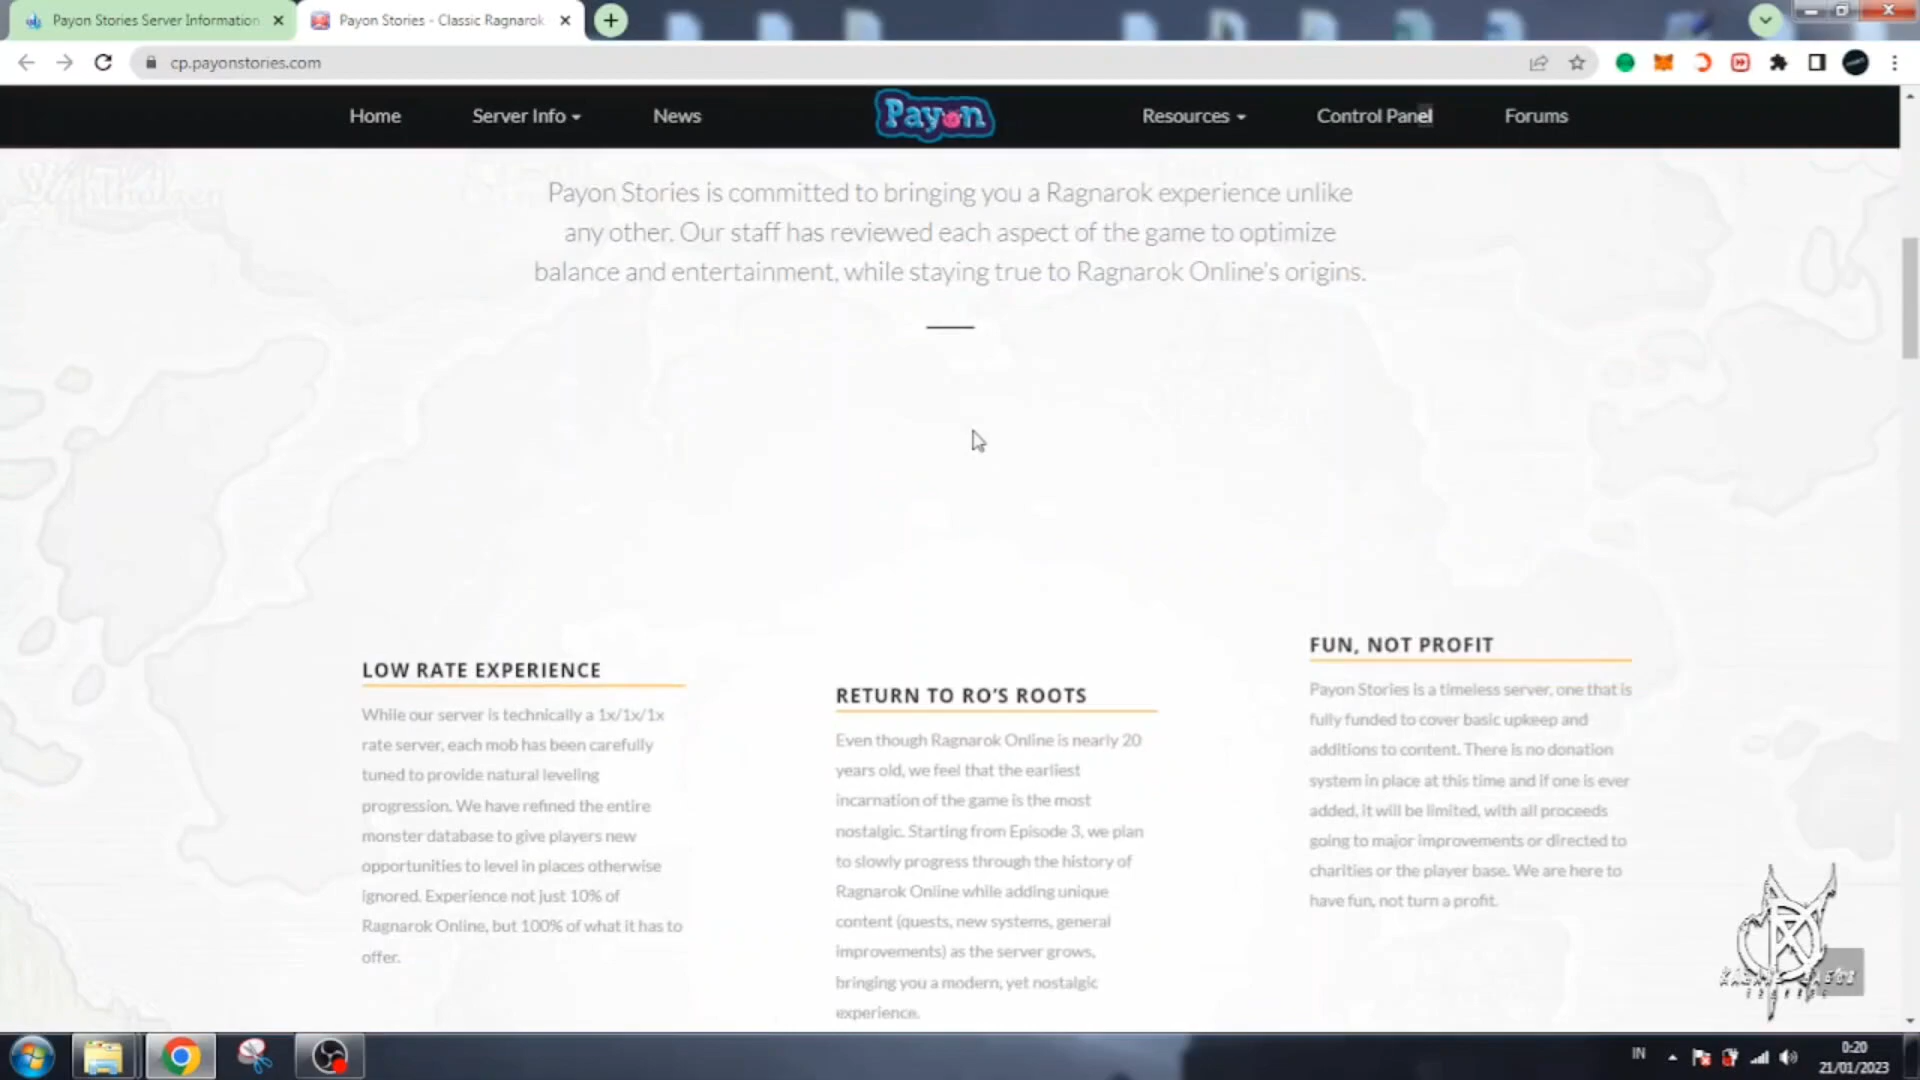 Payon Stories Server Information
Payon Stories - Classic Ragnarok
cp.payonstories.com
Home
Server Info
News
Payon
Resources
Control Panel
Forums
Payon Stories is committed to bringing you a Ragnarok experience unlike
any other. Our staff has reviewed each aspect of the game to optimize
balance and entertainment, while staying true to Ragnarok Online's origins.
LOW RATE EXPERIENCE
While our server is technically a 1x/1x/1x
rate server, each mob has been carefully
tuned to provide natural leveling
progression. We have refined the entire
monster database to give players new
opportunities to level in places otherwise
ignored. Experience not just 10% of
Ragnarok Online, but 100% of what it has to
offer.
RETURN TO RO'S ROOTS
Even though Ragnarok Online is nearly 20
years old, we feel that the earliest
incarnation of the game is the most
nostalgic. Starting from Episode 3, we plan
to slowly progress through the history of
Ragnarok Online while adding unique
content (quests, new systems, general
improvements) as the server grows,
bringing you a modern, yet nostalgic
experience.
FUN, NOT PROFIT
Payon Stories is a timeless server, one that is
fully funded to cover basic upkeep and
additions to content. There is no donation
system in place at this time and if one is ever
added, it will be limited, with all proceeds
going to major improvements or directed to
charities or the player base. We are here to
have fun, not turn a profit.
IN
0:20
21/01/2023